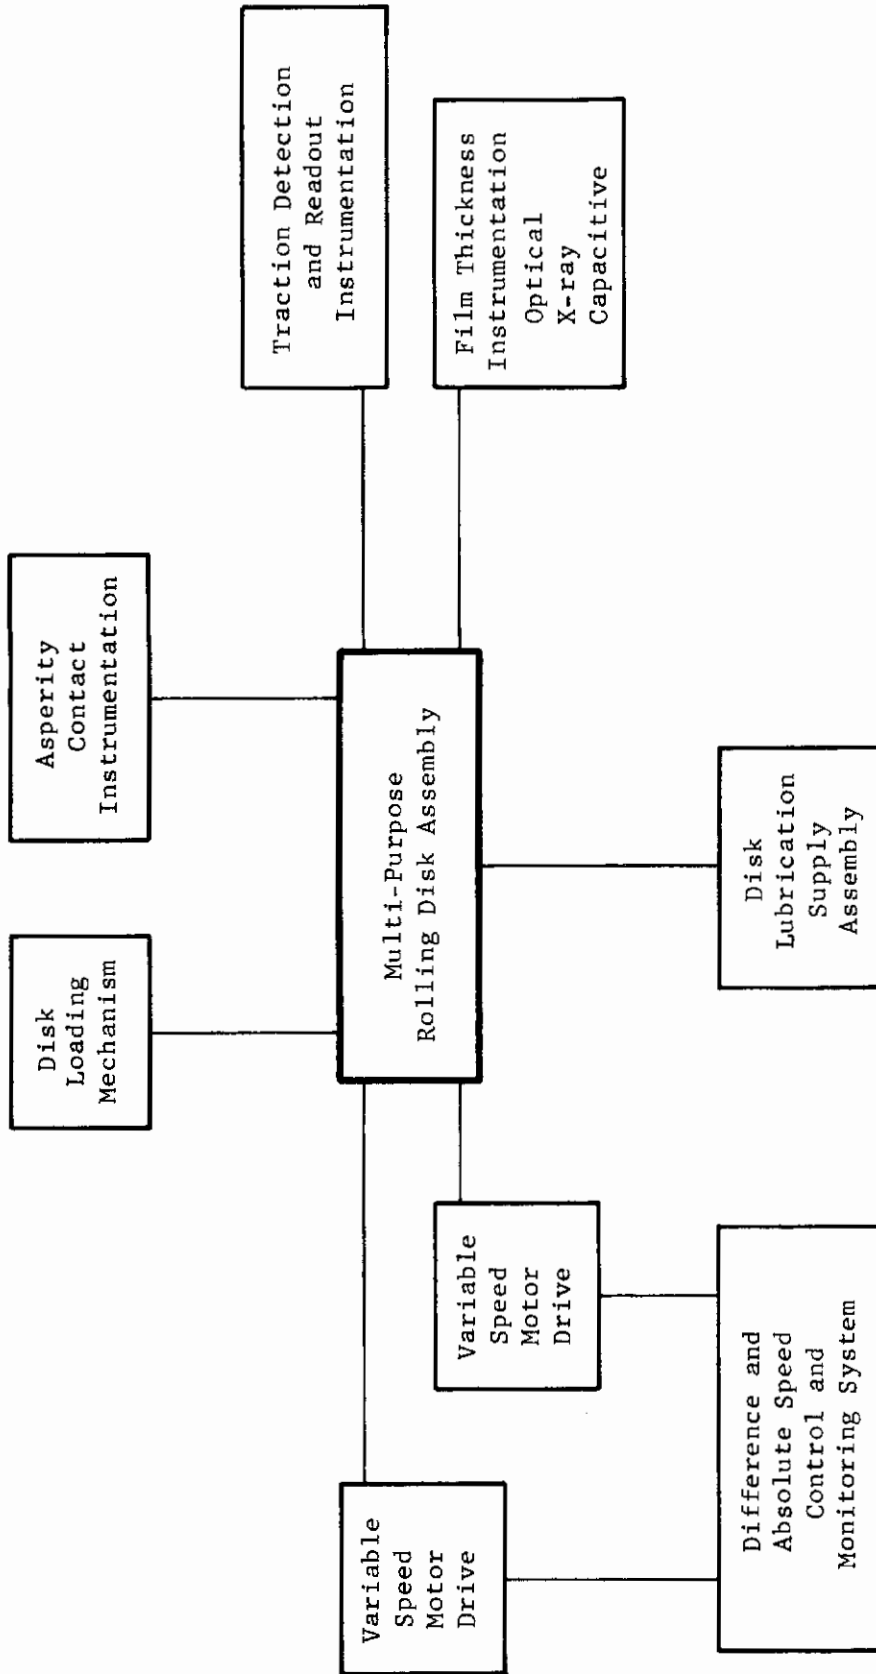 Disk
Loading
Mechanism
Asperity
Contact
Instrumentation
Traction Detection
and Readout
Instrumentation
Variable
Speed
Motor
Drive
Multi-Purpose
Rolling Disk Assembly
Variable
Speed
Motor
Drive
Film Thickness
Instrumentation
Optical
X-ray
Capacitive
Difference and
Absolute Speed
Control and
Monitoring System
Disk
Lubrication
Supply
Assembly